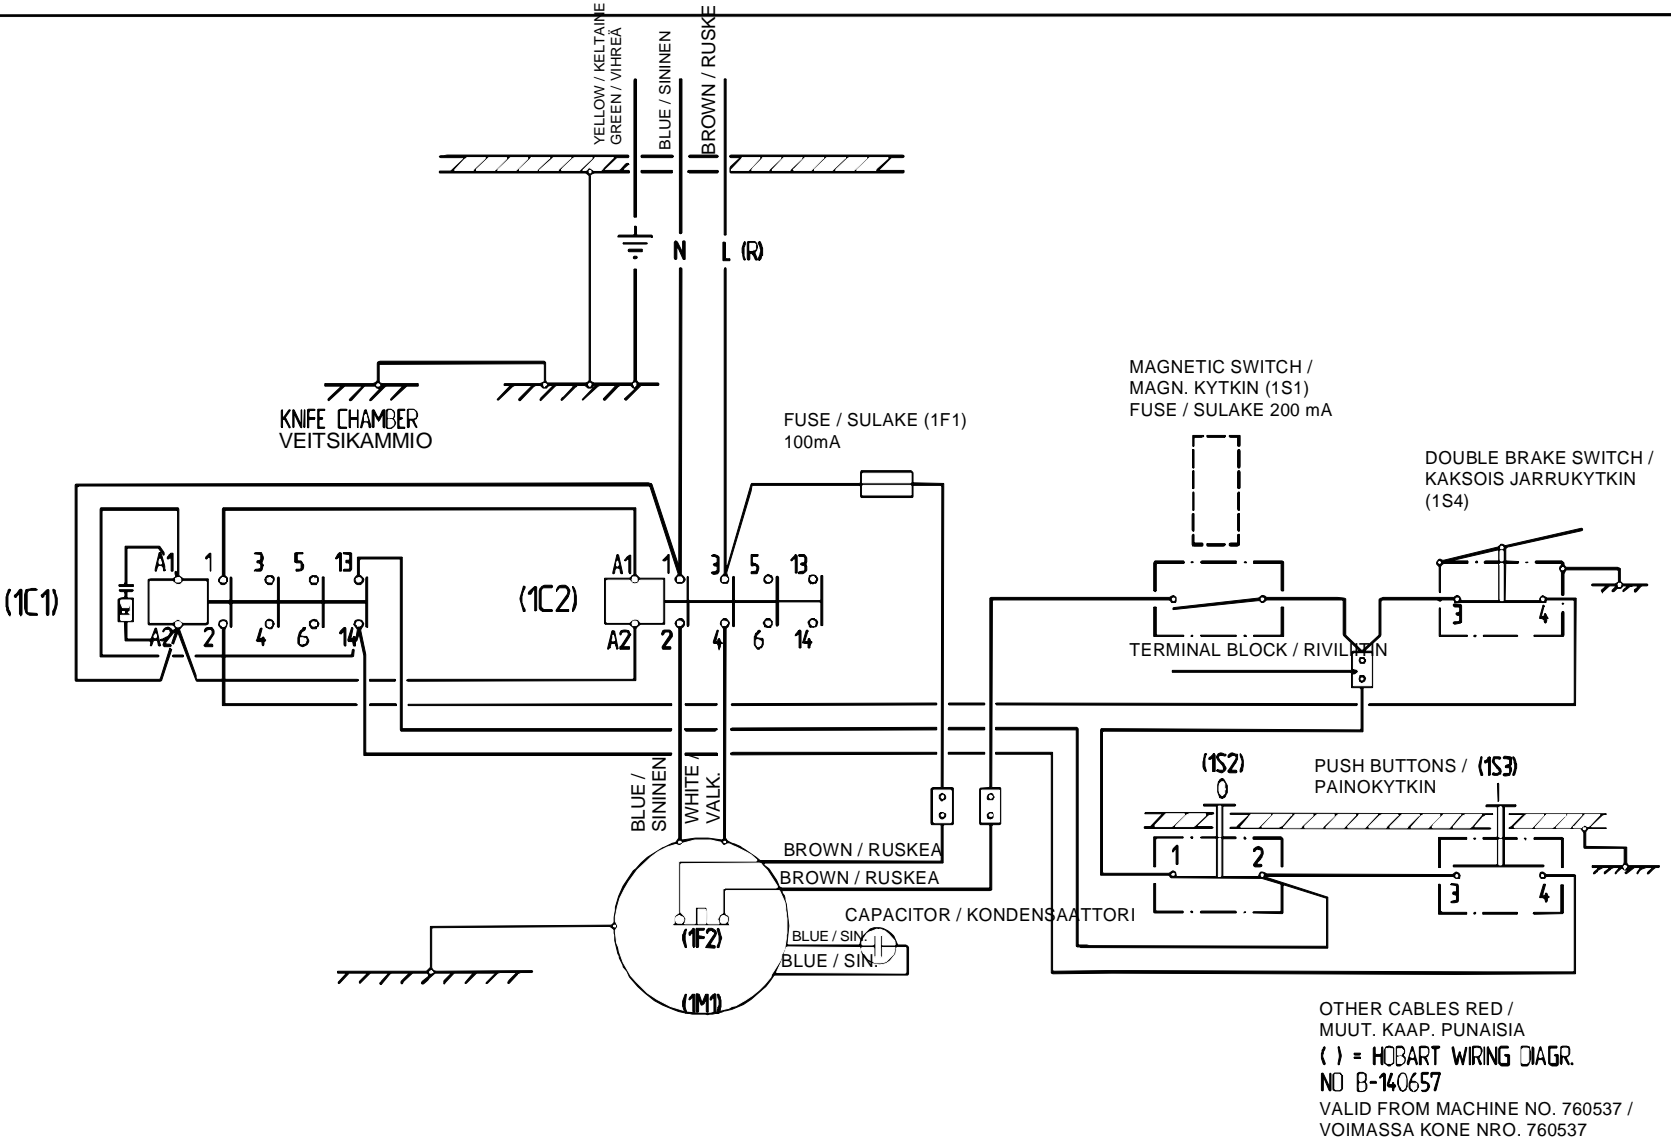 YELLOW / KELTAINE
GREEN / VIHREÄ
BLUE / SININEN
BROWN / RUSKE
N
L (R)
KNIFE CHAMBER
VEITSIKAMMIO
FUSE / SULAKE (1F1)
100mA
MAGNETIC SWITCH /
MAGN. KYTKIN (1S1)
FUSE / SULAKE 200 mA
DOUBLE BRAKE SWITCH /
KAKSOIS JARRUKYTKIN
(1S4)
(1C1)
A1 1 3 5 13
A2 2 4 6 14
(1C2)
A1 1 3 5 13
A2 2 4 6 14
3 4
TERMINAL BLOCK / RIVILIITIN
BLUE /
SININEN
WHITE /
VALK.
(1S2)
0
PUSH BUTTONS /
PAINOKYTKIN
(1S3)
I
1 2
3 4
BROWN / RUSKEA
BROWN / RUSKEA
CAPACITOR / KONDENSAATTORI
(1F2)
BLUE / SIN.
BLUE / SIN.
(1M1)
OTHER CABLES RED /
MUUT. KAAP. PUNAISIA
( ) = HOBART WIRING DIAGR.
NO B-140657
VALID FROM MACHINE NO. 760537 /
VOIMASSA KONE NRO. 760537